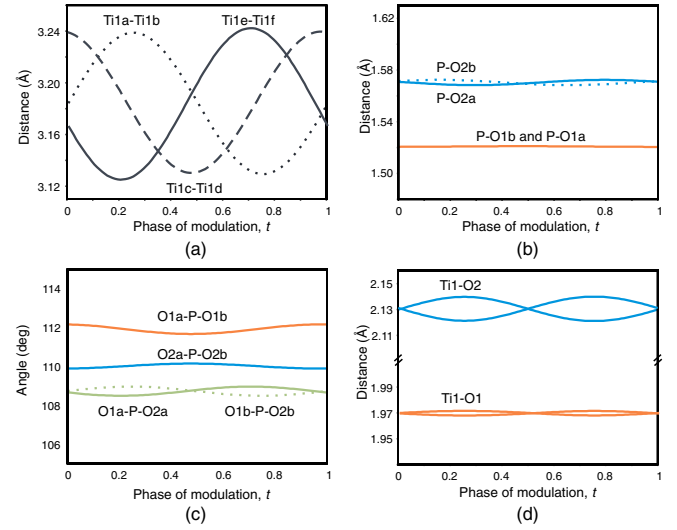 Ti1a-Ti1b
Ti1e-Ti1f
Ti1c-Ti1d
3.24
3.20
3.16
3.12
Distance (Å)
0
0.2
0.4
0.6
0.8
1
Phase of modulation, t
(a)
1.62
1.58
1.54
1.50
Distance (Å)
P-O2b
P-O2a
P-O1b and P-O1a
0
0.2
0.4
0.6
0.8
1
Phase of modulation, t
(b)
114
112
110
108
106
Angle (deg)
O1a-P-O1b
O2a-P-O2b
O1a-P-O2a
O1b-P-O2b
0
0.2
0.4
0.6
0.8
1
Phase of modulation, t
(c)
2.15
2.13
2.11
1.99
1.97
1.95
Distance (Å)
Ti1-O2
Ti1-O1
0
0.2
0.4
0.6
0.8
1
Phase of modulation, t
(d)